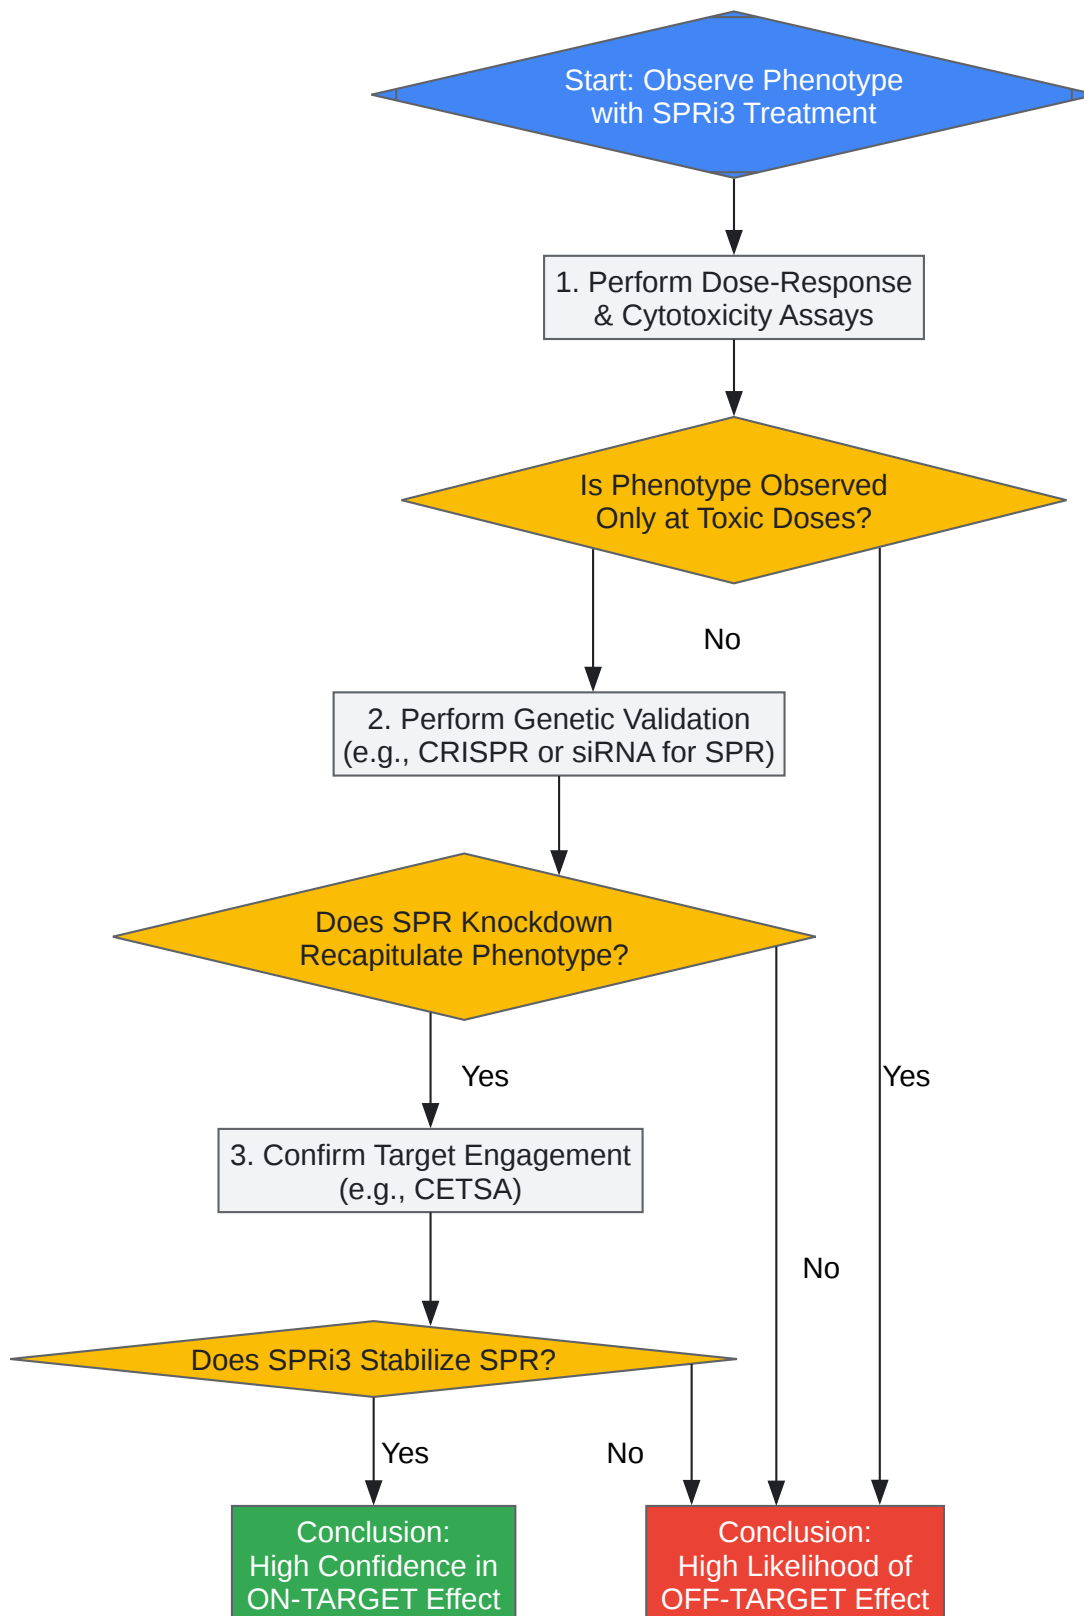 Start: Observe Phenotype
with SPRi3 Treatment
1. Perform Dose-Response
& Cytotoxicity Assays
Is Phenotype Observed
Only at Toxic Doses?
No
2. Perform Genetic Validation
(e.g., CRISPR or siRNA for SPR)
Does SPR Knockdown
Recapitulate Phenotype?
Yes
Yes
3. Confirm Target Engagement
(e.g., CETSA)
No
Does SPRi3 Stabilize SPR?
Yes
No
Conclusion:
High Confidence in
ON-TARGET Effect
Conclusion:
High Likelihood of
OFF-TARGET Effect